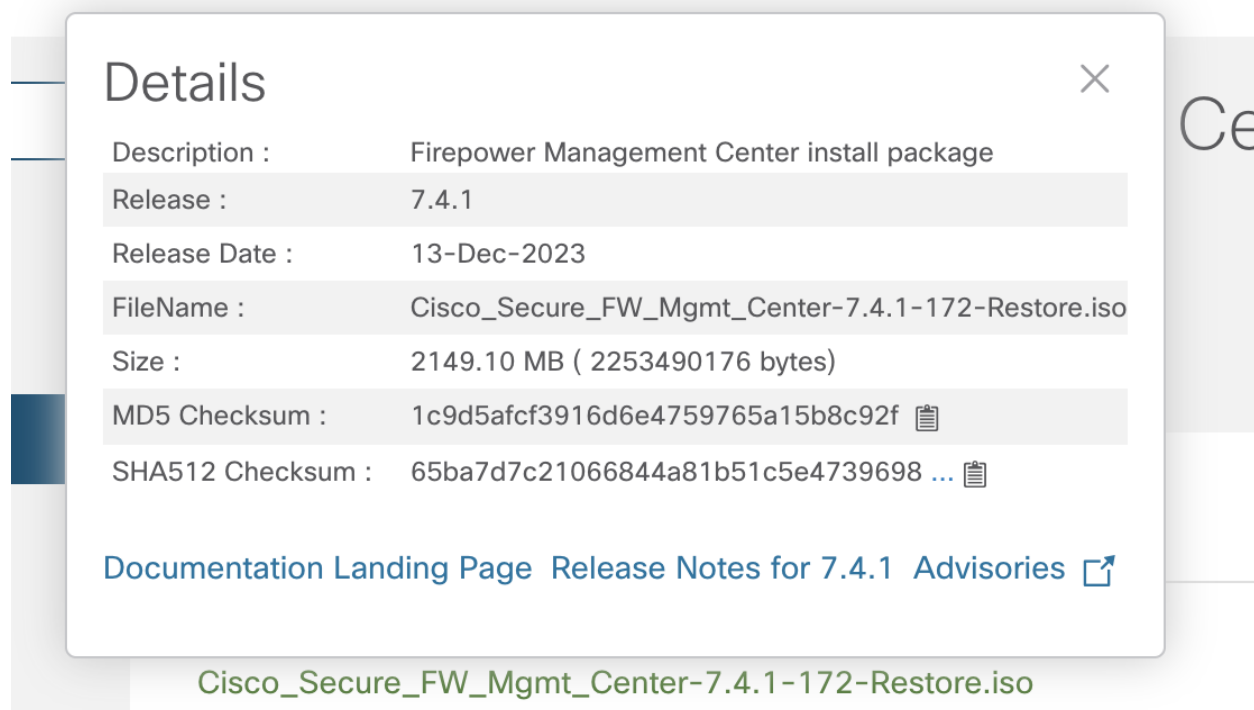 Details
Ce
Description : Firepower Management Center install package
Release : 7.4.1
Release Date : 13-Dec-2023
FileName : Cisco_Secure_FW_Mgmt_Center-7.4.1-172-Restore.iso
Size : 2149.10 MB ( 2253490176 bytes)
MD5 Checksum : 1c9d5afcf3916d6e4759765a15b8c92f
SHA512 Checksum : 65ba7d7c21066844a81b51c5e4739698 ...
Documentation Landing Page Release Notes for 7.4.1 Advisories
Cisco_Secure_FW_Mgmt_Center-7.4.1-172-Restore.iso